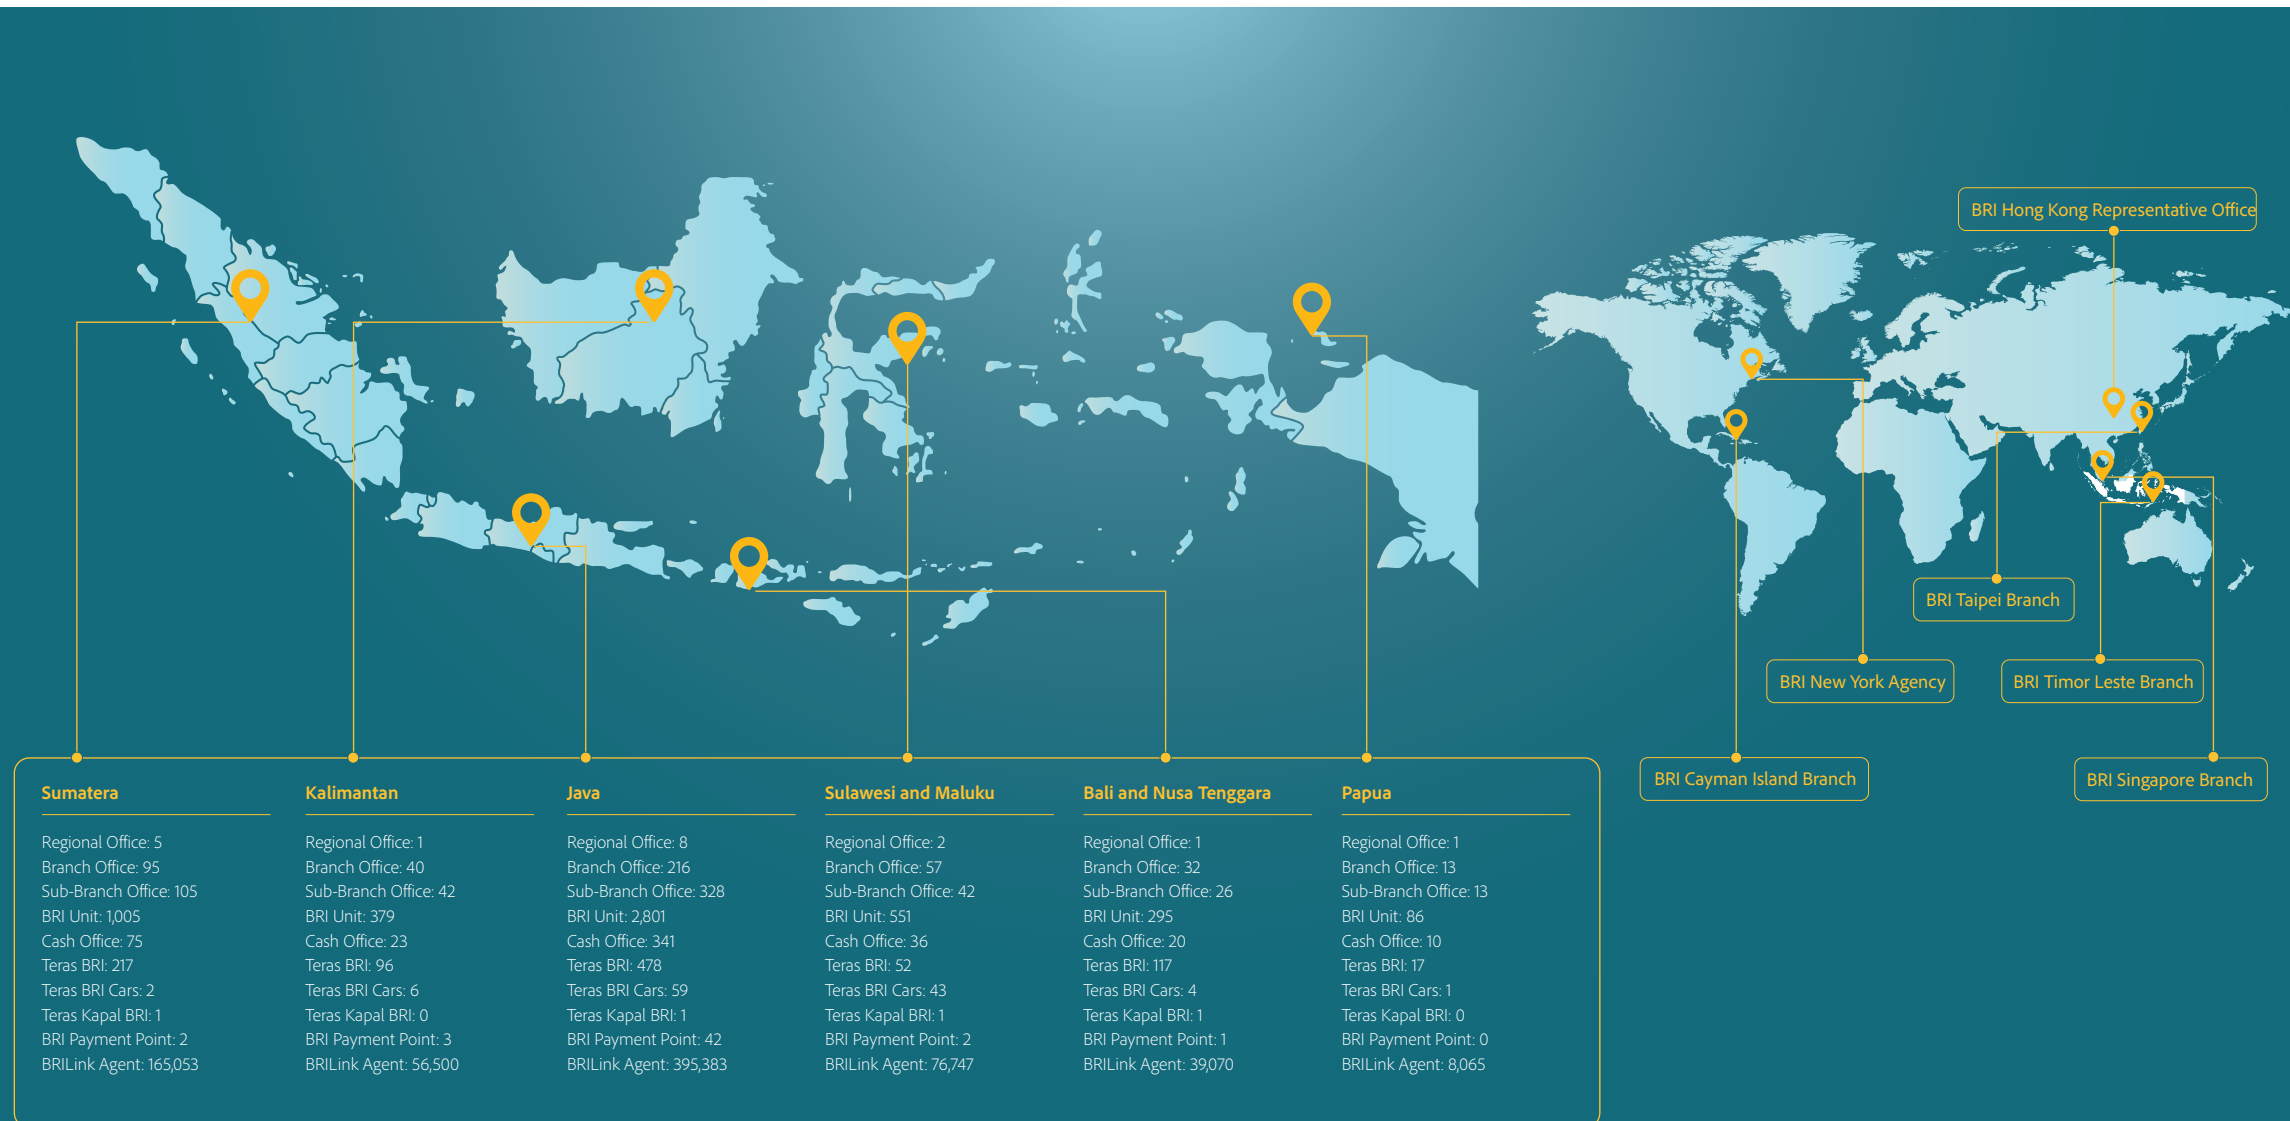 BRI Hong Kong Representative Office
BRI Taipei Branch
BRI New York Agency
BRI Timor Leste Branch
BRI Cayman Island Branch
BRI Singapore Branch
Sumatera
Regional Office: 5
Branch Office: 95
Sub-Branch Office: 105
BRI Unit: 1,005
Cash Office: 75
Teras BRI: 217
Teras BRI Cars: 2
Teras Kapal BRI: 1
BRI Payment Point: 2
BRILink Agent: 165,053
Kalimantan
Regional Office: 1
Branch Office: 40
Sub-Branch Office: 42
BRI Unit: 379
Cash Office: 23
Teras BRI: 96
Teras BRI Cars: 6
Teras Kapal BRI: 0
BRI Payment Point: 3
BRILink Agent: 56,500
Java
Regional Office: 8
Branch Office: 216
Sub-Branch Office: 328
BRI Unit: 2,801
Cash Office: 341
Teras BRI: 478
Teras BRI Cars: 59
Teras Kapal BRI: 1
BRI Payment Point: 42
BRILink Agent: 395,383
Sulawesi and Maluku
Regional Office: 2
Branch Office: 57
Sub-Branch Office: 42
BRI Unit: 551
Cash Office: 36
Teras BRI: 52
Teras BRI Cars: 43
Teras Kapal BRI: 1
BRI Payment Point: 2
BRILink Agent: 76,747
Bali and Nusa Tenggara
Regional Office: 1
Branch Office: 32
Sub-Branch Office: 26
BRI Unit: 295
Cash Office: 20
Teras BRI: 117
Teras BRI Cars: 4
Teras Kapal BRI: 1
BRI Payment Point: 1
BRILink Agent: 39,070
Papua
Regional Office: 1
Branch Office: 13
Sub-Branch Office: 13
BRI Unit: 86
Cash Office: 10
Teras BRI: 17
Teras BRI Cars: 1
Teras Kapal BRI: 0
BRI Payment Point: 0
BRILink Agent: 8,065